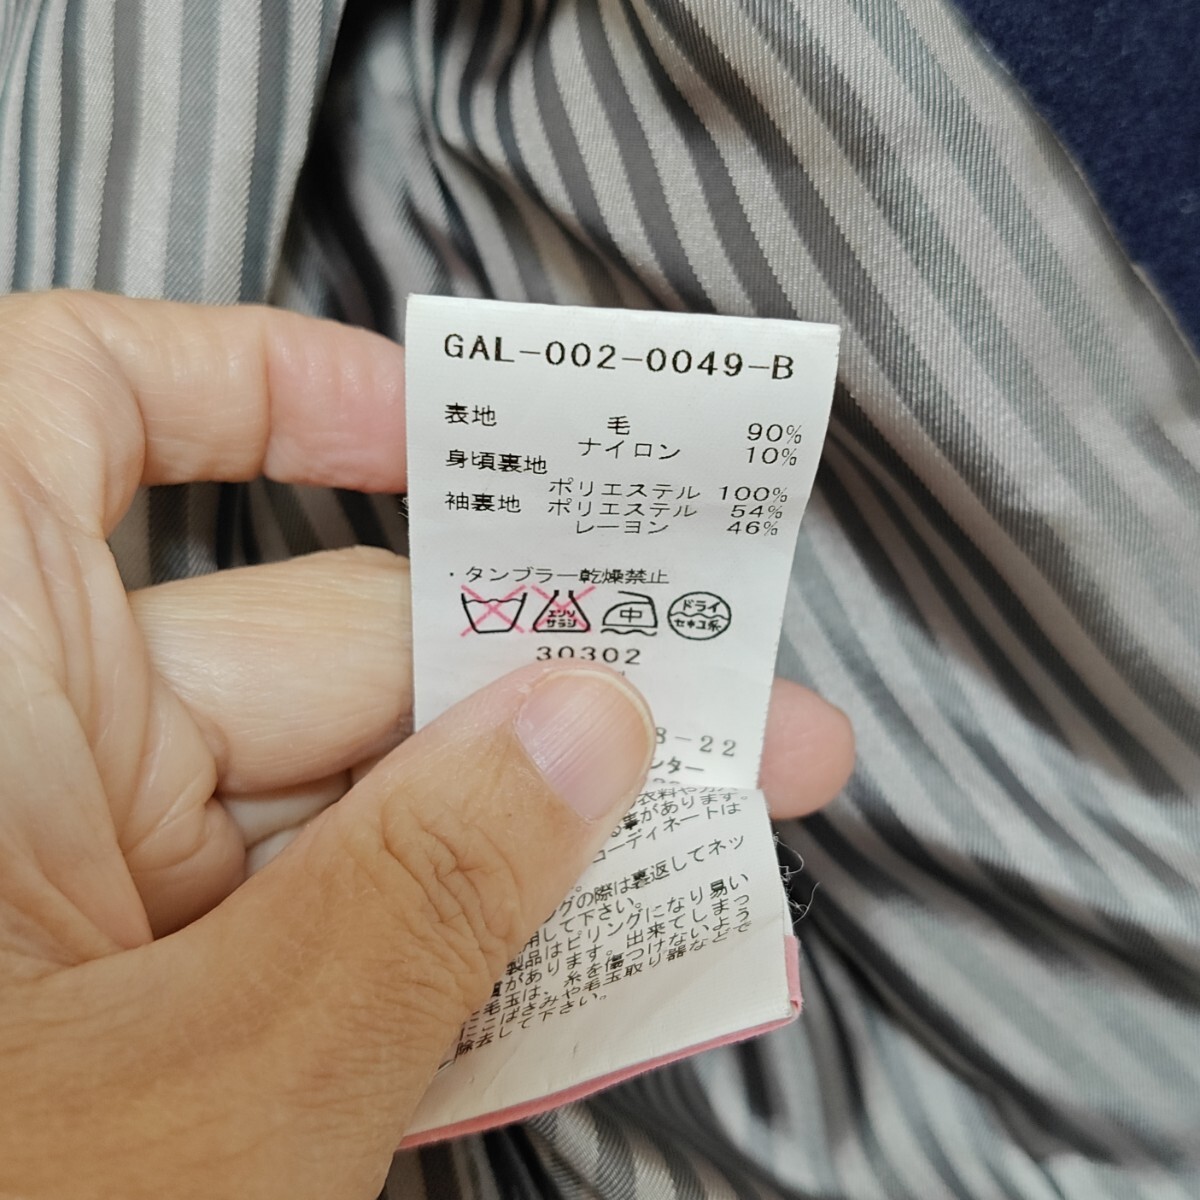 GAL-002-0049-B
表地 毛 90%
ナイロン 10%
身頃裏地
ポリエステル 100%
袖裏地 ポリエステル 54%
レーヨン 46%
・タンブラー乾燥禁止
エンソ サラシ 中 ドライ セキユ系
30302
8-22
ンター
衣料や
事があります。
コーディネートは
グの際は裏返してネッ
用して下さい。
製品はピリングになり易い
があります。出来てしまっ
毛玉は、糸を傷つけないよう
にばさみや毛玉取り器などで
除去して下さい。